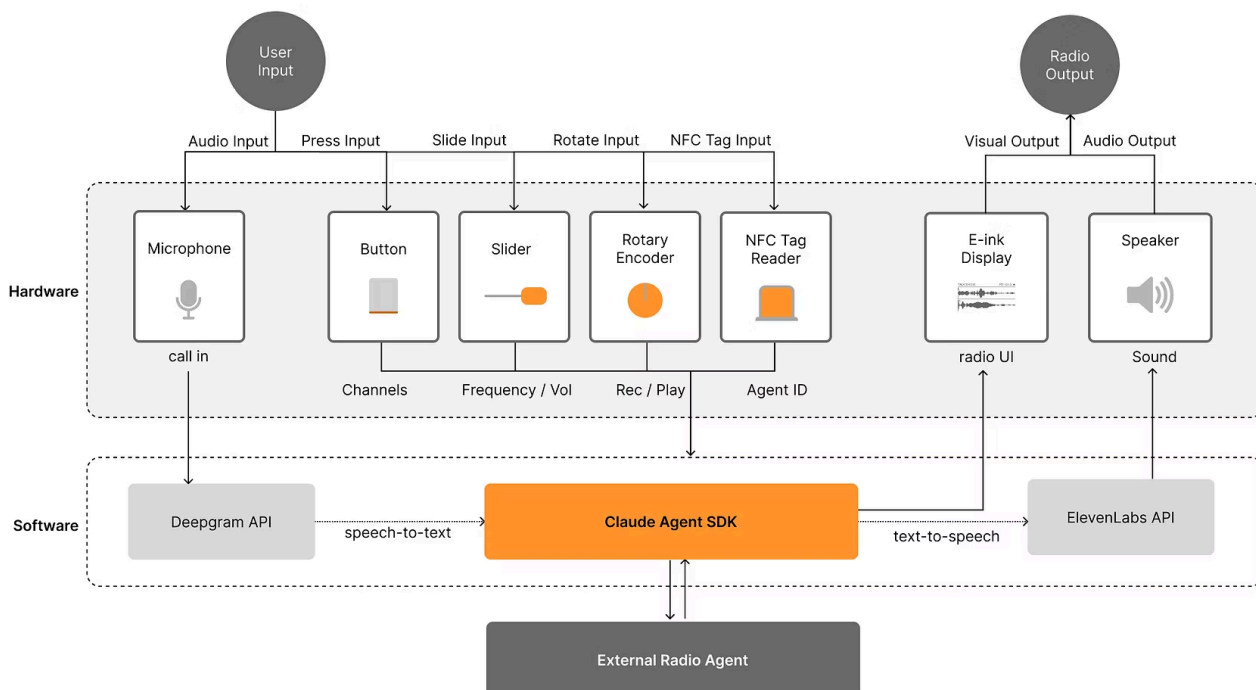 User
Input
Radio
Output
Audio Input
Press Input
Slide Input
Rotate Input
NFC Tag Input
Visual Output
Audio Output
Hardware
Microphone
Button
Slider
Rotary
Encoder
NFC Tag
Reader
E-ink
Display
Speaker
call in
radio UI
Sound
Channels
Frequency / Vol
Rec / Play
Agent ID
Software
Deepgram API
speech-to-text
Claude Agent SDK
text-to-speech
ElevenLabs API
External Radio Agent